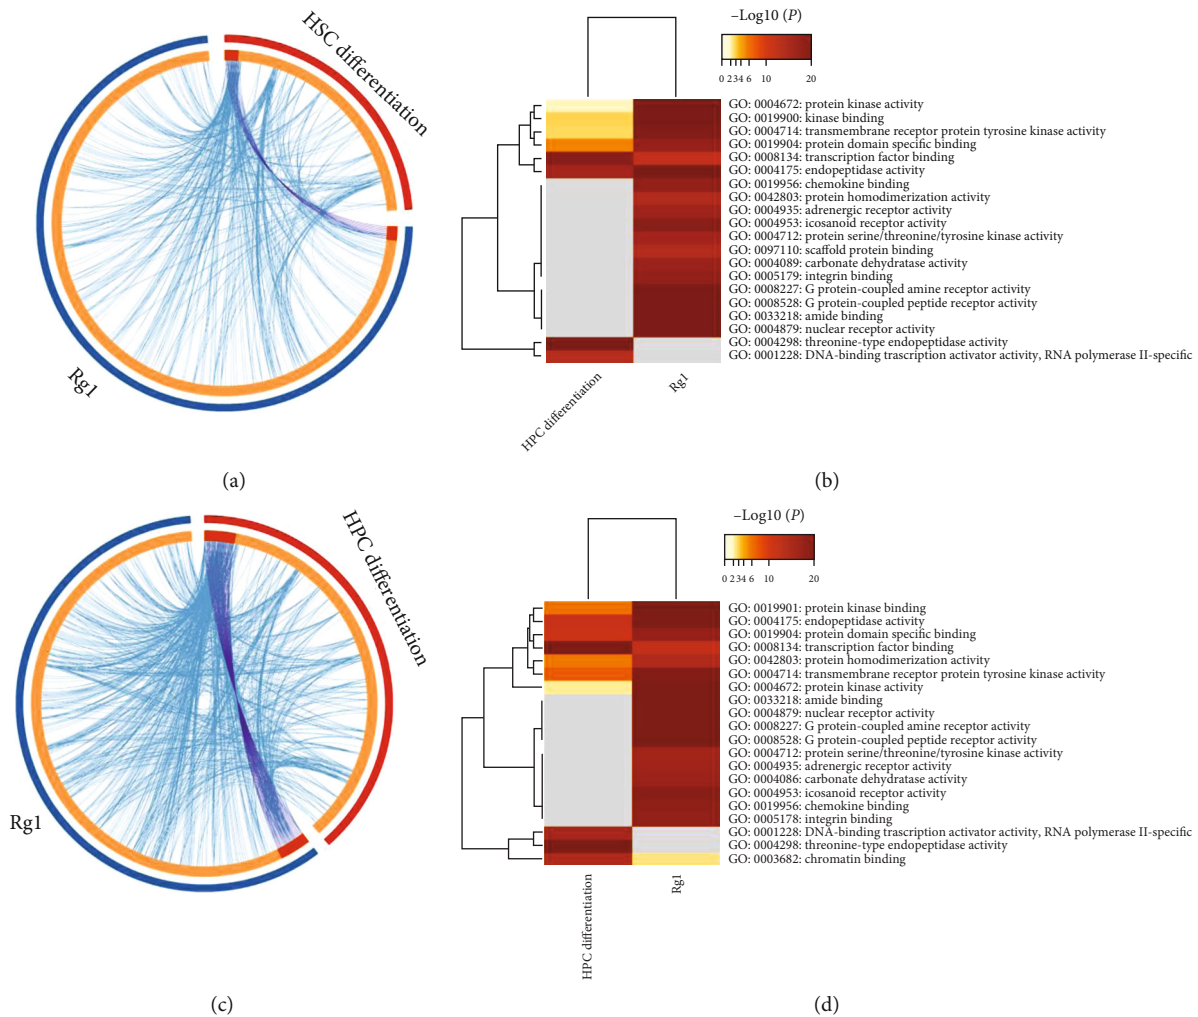 HSC differentiation
Rg1
(a)
–Log10 (P)
0 2 3 4 6 10 20
GO: 0004672: protein kinase activity
GO: 0019900: kinase binding
GO: 0004714: transmembrane receptor protein tyrosine kinase activity
GO: 0019904: protein domain specific binding
GO: 0008134: transcription factor binding
GO: 0004175: endopeptidase activity
GO: 0019956: chemokine binding
GO: 0042803: protein homodimerization activity
GO: 0004935: adrenergic receptor activity
GO: 0004953: icosanoid receptor activity
GO: 0004712: protein serine/threonine/tyrosine kinase activity
GO: 0097110: scaffold protein binding
GO: 0004089: carbonate dehydratase activity
GO: 0005179: integrin binding
GO: 0008227: G protein-coupled amine receptor activity
GO: 0008528: G protein-coupled peptide receptor activity
GO: 0033218: amide binding
GO: 0004879: nuclear receptor activity
GO: 0004298: threonine-type endopeptidase activity
GO: 0001228: DNA-binding trascription activator activity, RNA polymerase II-specific
HPC differentiation
Rg1
(b)
HPC differentiation
Rg1
(c)
–Log10 (P)
0 2 3 4 6 10 20
GO: 0019901: protein kinase binding
GO: 0004175: endopeptidase activity
GO: 0019904: protein domain specific binding
GO: 0008134: transcription factor binding
GO: 0042803: protein homodimerization activity
GO: 0004714: transmembrane receptor protein tyrosine kinase activity
GO: 0004672: protein kinase activity
GO: 0033218: amide binding
GO: 0004879: nuclear receptor activity
GO: 0008227: G protein-coupled amine receptor activity
GO: 0008528: G protein-coupled peptide receptor activity
GO: 0004712: protein serine/threonine/tyrosine kinase activity
GO: 0004935: adrenergic receptor activity
GO: 0004086: carbonate dehydratase activity
GO: 0004953: icosanoid receptor activity
GO: 0019956: chemokine binding
GO: 0005178: integrin binding
GO: 0001228: DNA-binding trascription activator activity, RNA polymerase II-specific
GO: 0004298: threonine-type endopeptidase activity
GO: 0003682: chromatin binding
HPC differentiation
Rg1
(d)